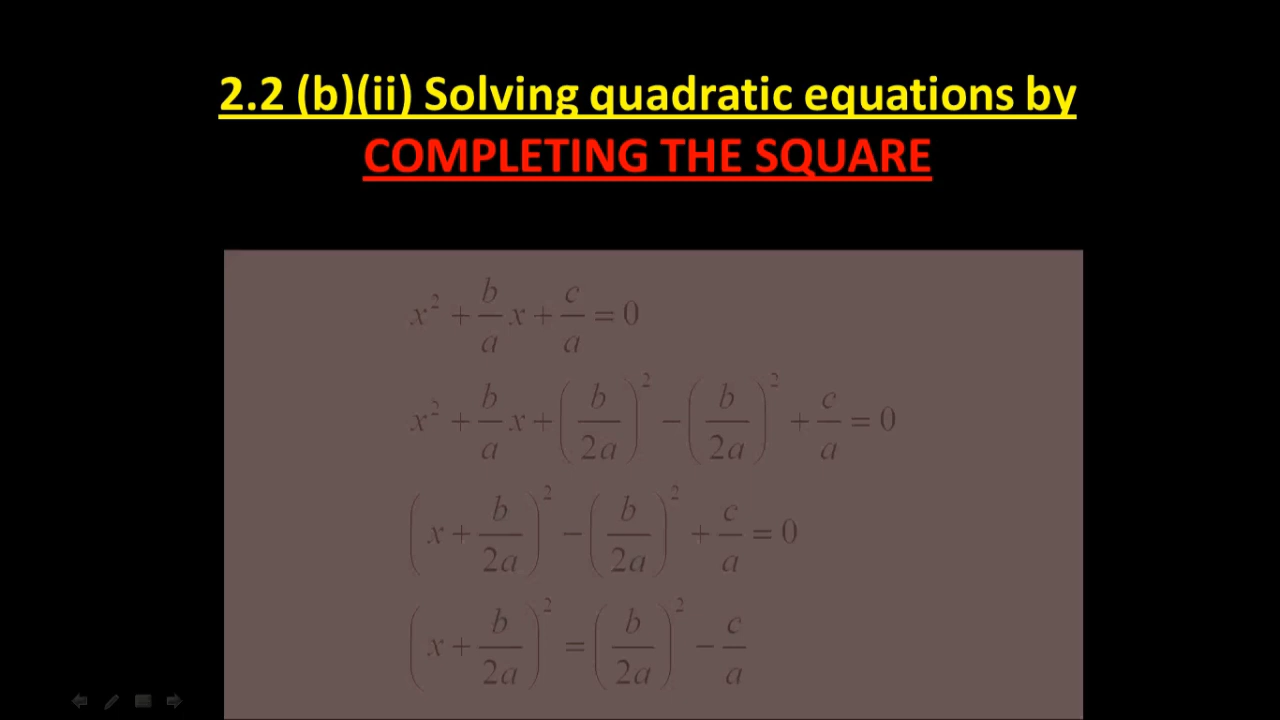 2.2 (b)(ii) Solving quadratic equations by
COMPLETING THE SQUARE
x² + b/a x + c/a = 0
x² + b/a x + (b/2a)² − (b/2a)² + c/a = 0
(x + b/2a)² − (b/2a)² + c/a = 0
(x + b/2a)² = (b/2a)² − c/a